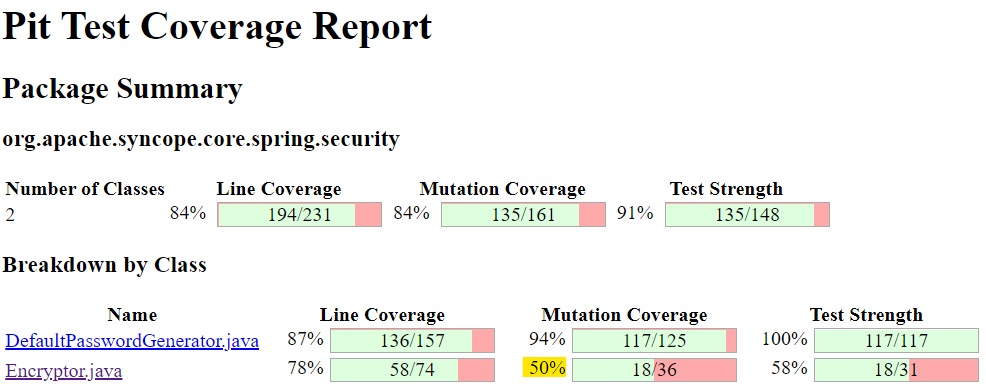 Pit Test Coverage Report
Package Summary
org.apache.syncope.core.spring.security
Number of Classes Line Coverage Mutation Coverage Test Strength
2 84% 194/231 84% 135/161 91% 135/148
Breakdown by Class
Name Line Coverage Mutation Coverage Test Strength
DefaultPasswordGenerator.java 87% 136/157 94% 117/125 100% 117/117
Encryptor.java 78% 58/74 50% 18/36 58% 18/31